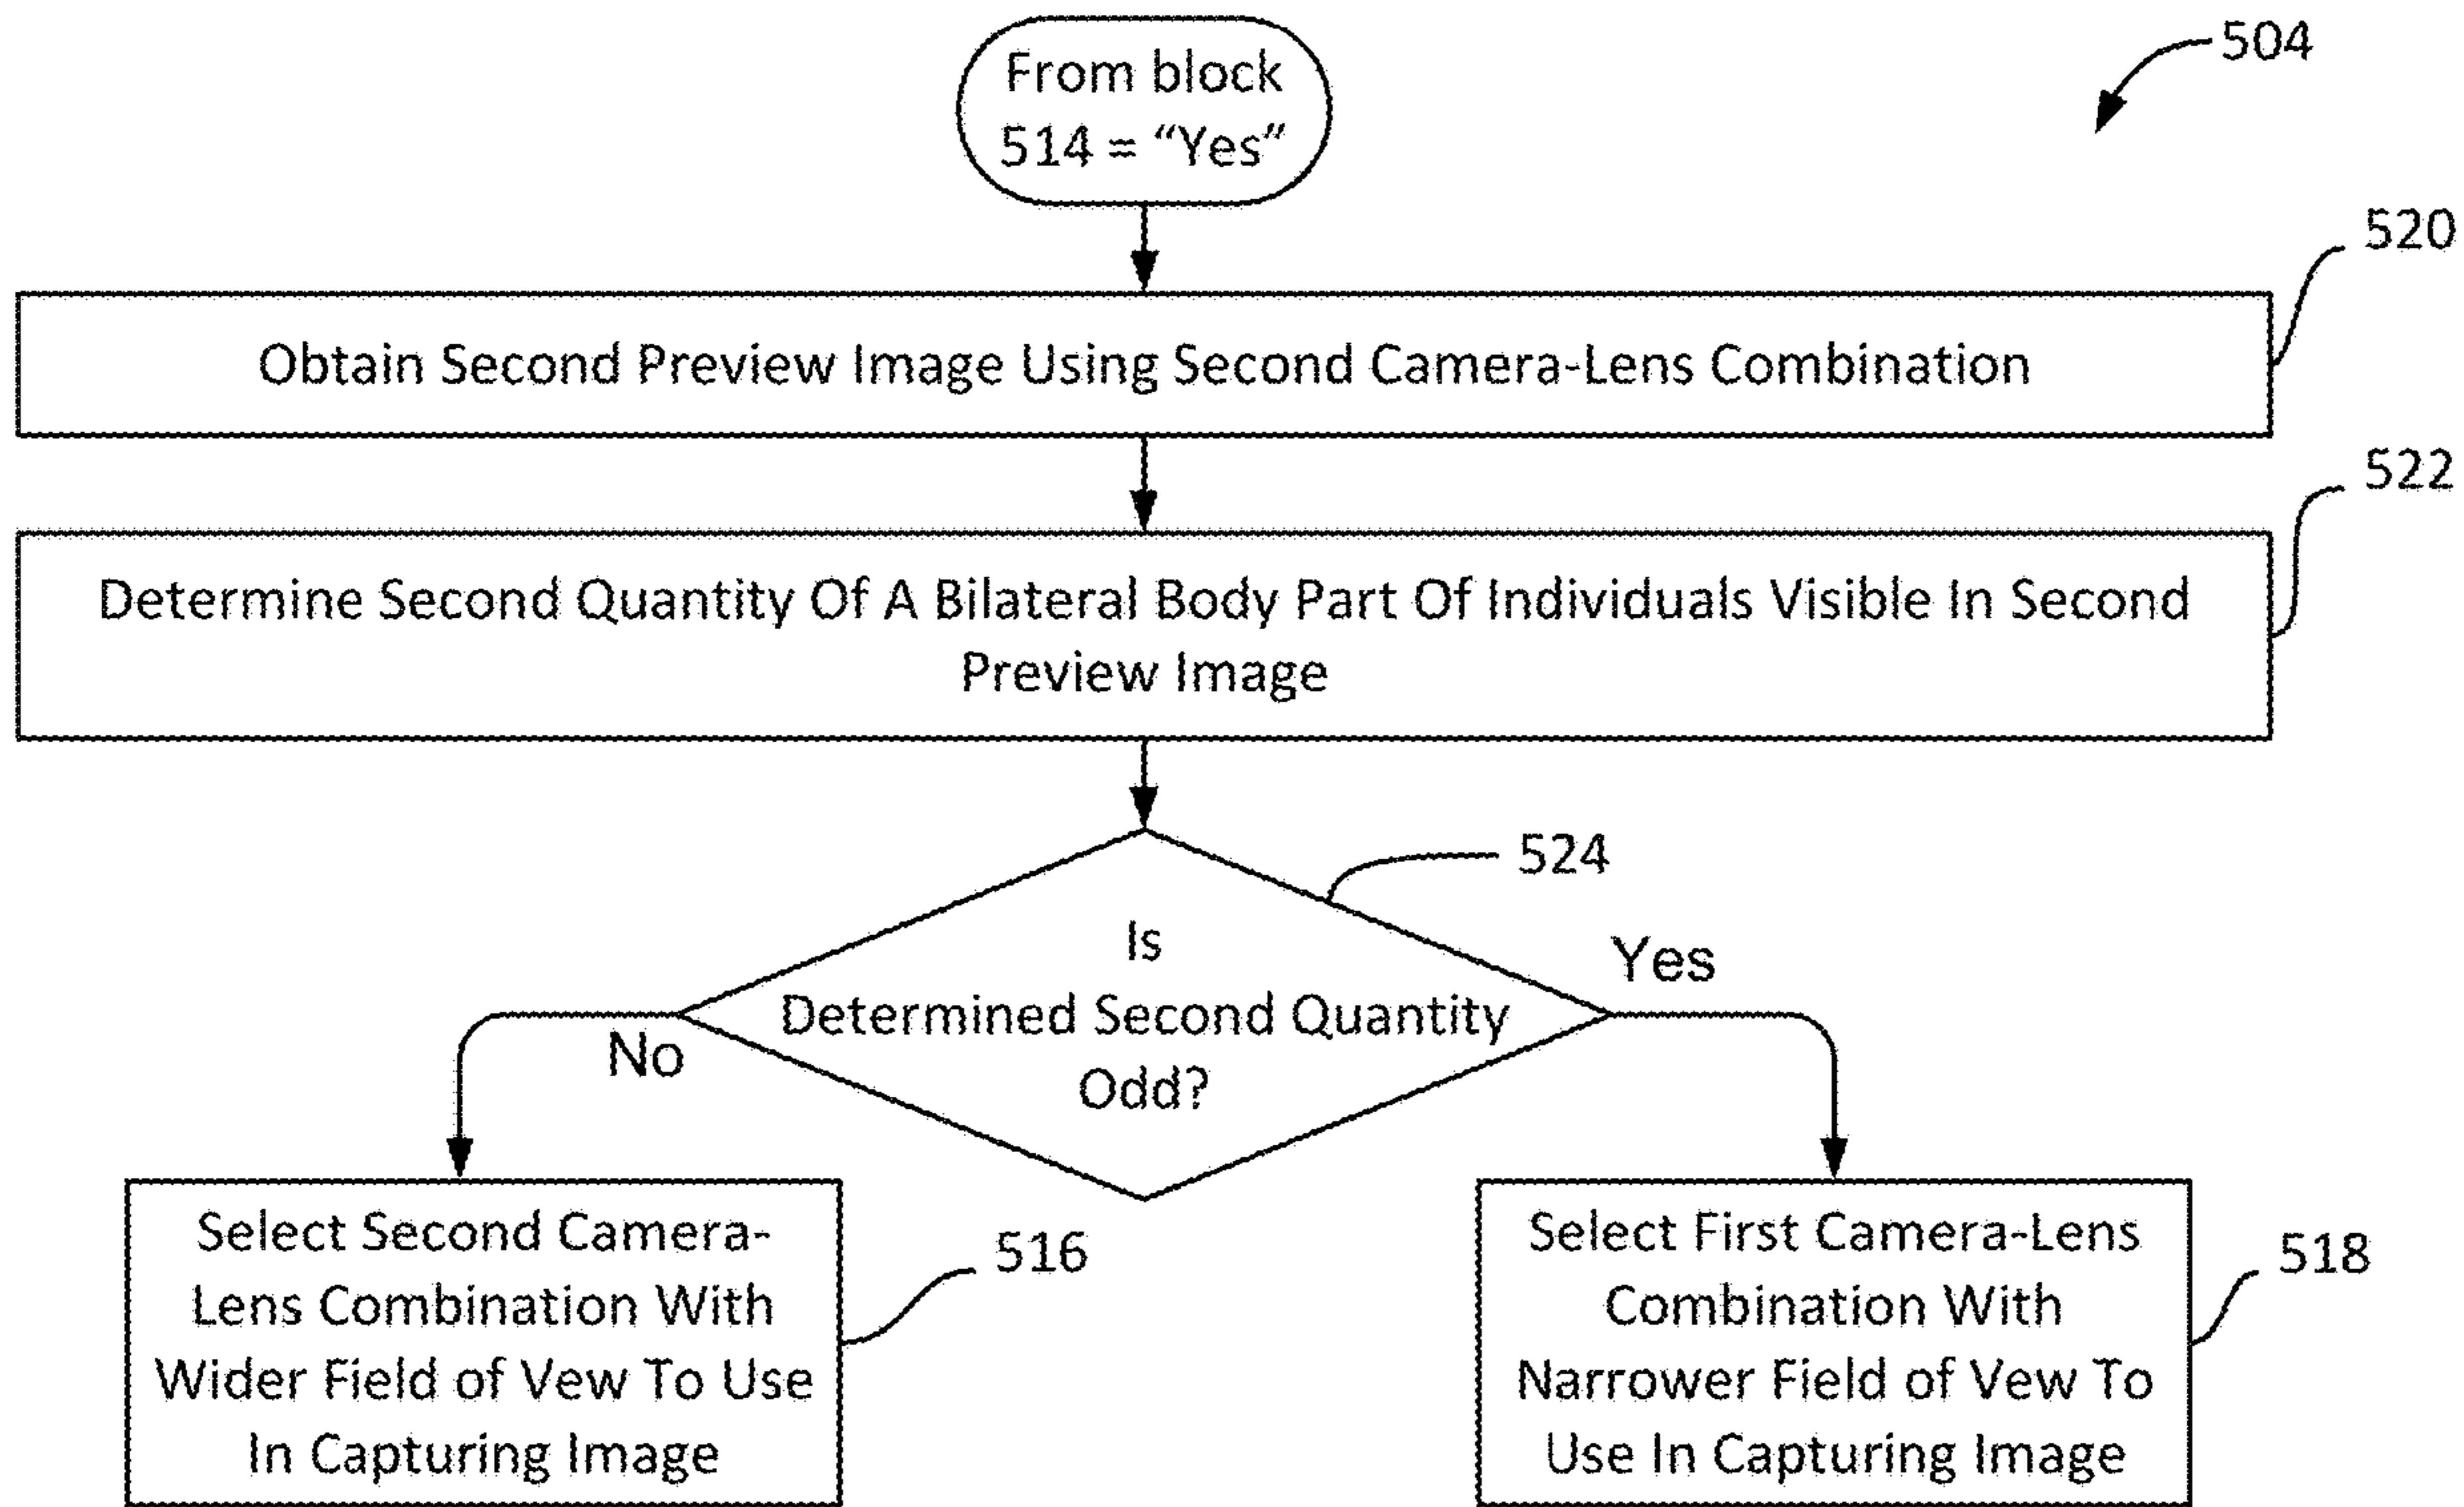 From block
514 = “Yes”
504
520
Obtain Second Preview Image Using Second Camera-Lens Combination
522
Determine Second Quantity Of A Bilateral Body Part Of Individuals Visible In Second
Preview Image
524
Is
Determined Second Quantity
Odd?
Yes
No
Select Second Camera-
Lens Combination With
Wider Field of Vew To Use
In Capturing Image
516
Select First Camera-Lens
Combination With
Narrower Field of Vew To
Use In Capturing Image
518